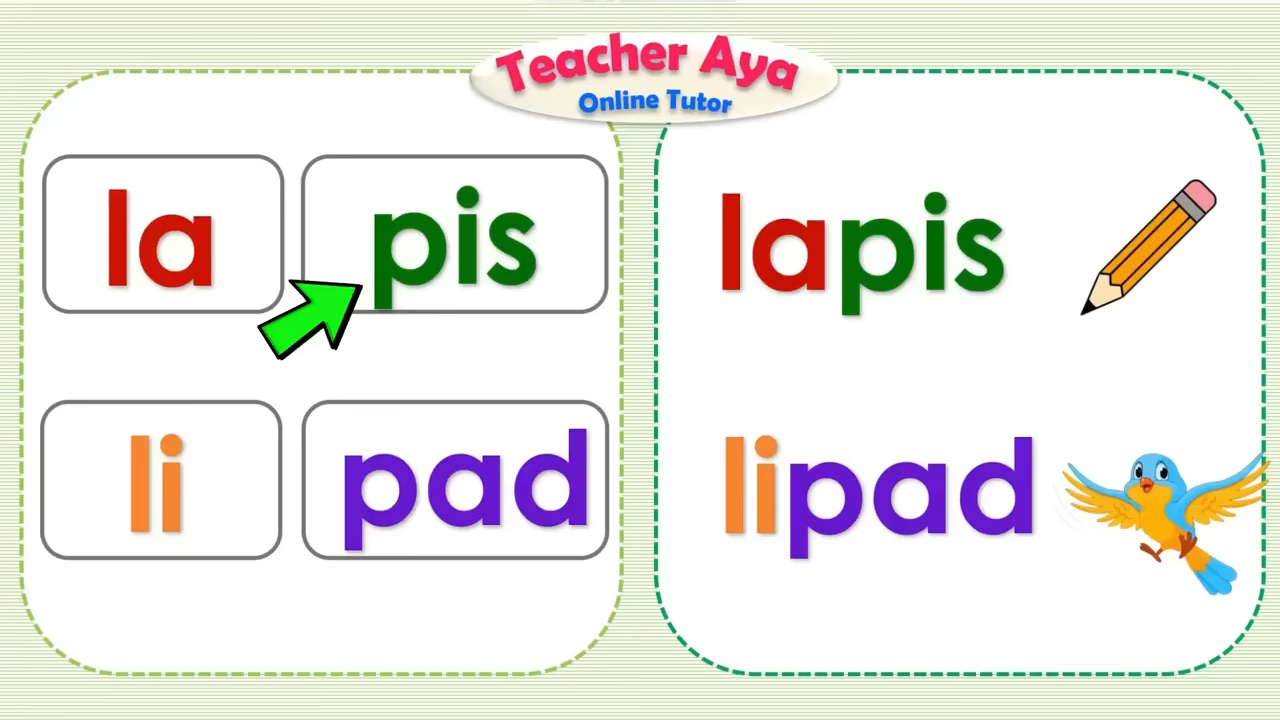 Teacher Aya
Online Tutor
la pis
lapis
li pad
lipad